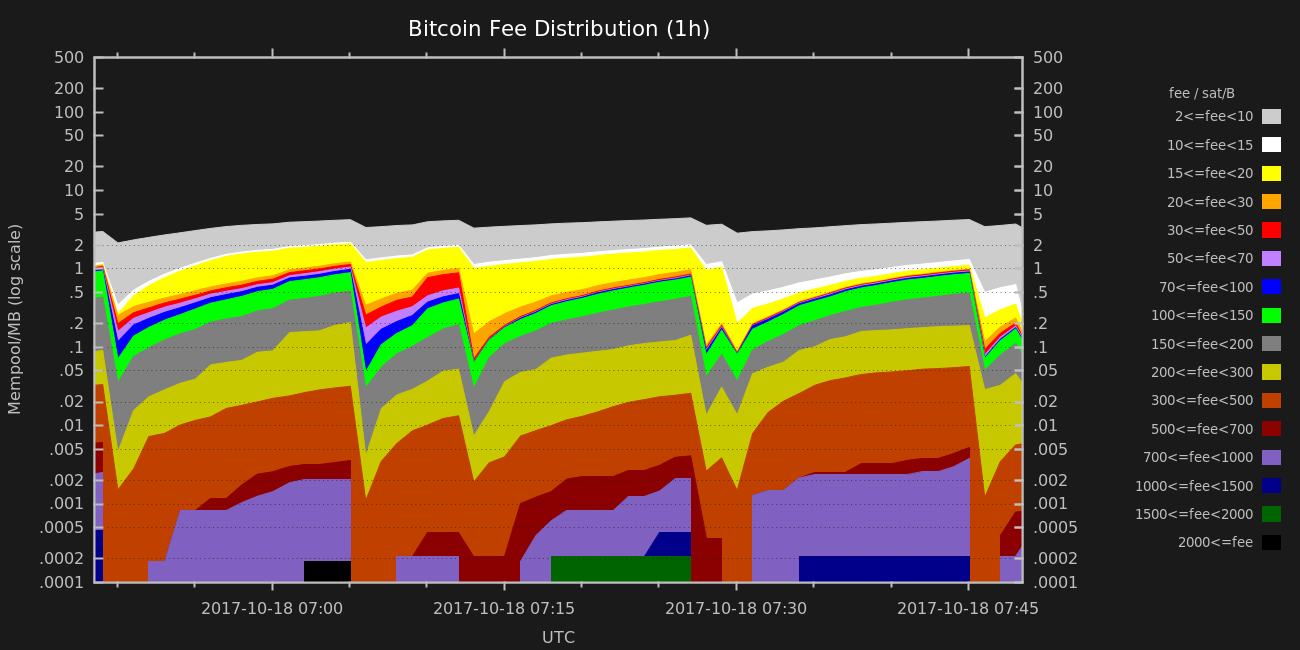 Bitcoin Fee Distribution (1h)
Mempool/MB (log scale)
500
200
100
50
20
10
5
2
1
.5
.2
.1
.05
.02
.01
.005
.002
.001
.0005
.0002
.0001
500
200
100
50
20
10
5
2
1
.5
.2
.1
.05
.02
.01
.005
.002
.001
.0005
.0002
.0001
2017-10-18 07:00
2017-10-18 07:15
2017-10-18 07:30
2017-10-18 07:45
UTC
fee / sat/B
2<=fee<10
10<=fee<15
15<=fee<20
20<=fee<30
30<=fee<50
50<=fee<70
70<=fee<100
100<=fee<150
150<=fee<200
200<=fee<300
300<=fee<500
500<=fee<700
700<=fee<1000
1000<=fee<1500
1500<=fee<2000
2000<=fee